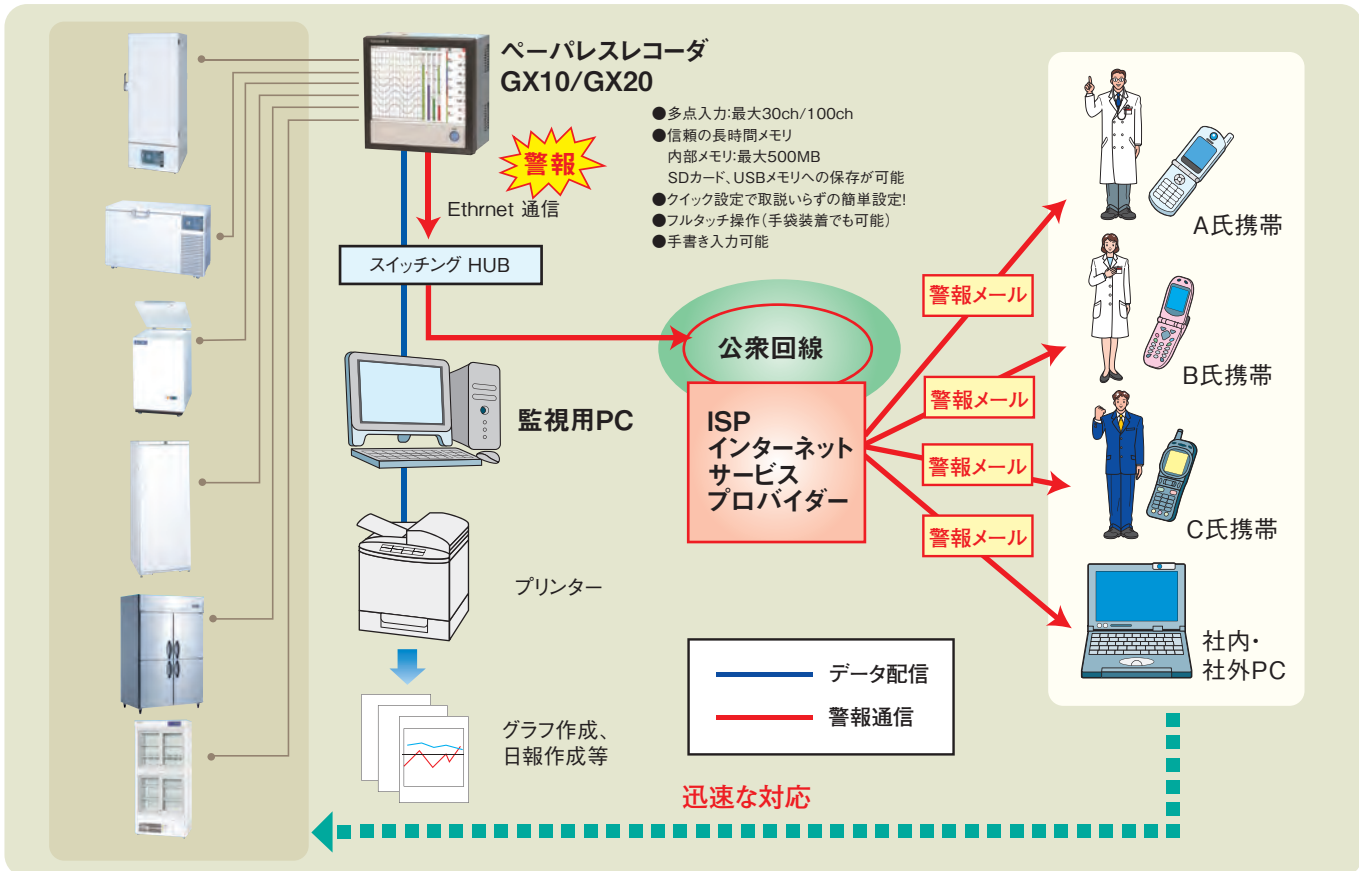 ペーパレスレコーダ
GX10/GX20
●多点入力:最大30ch/100ch
●信頼の長時間メモリ
内部メモリ:最大500MB
SDカード、USBメモリへの保存が可能
●クイック設定で取説いらずの簡単設定!
●フルタッチ操作(手袋装着でも可能)
●手書き入力可能
警報
Ethrnet 通信
スイッチング HUB
公衆回線
ISP
インターネット
サービス
プロバイダー
監視用PC
プリンター
グラフ作成、
日報作成等
警報メール
警報メール
警報メール
警報メール
A氏携帯
B氏携帯
C氏携帯
社内・
社外PC
データ配信
警報通信
迅速な対応